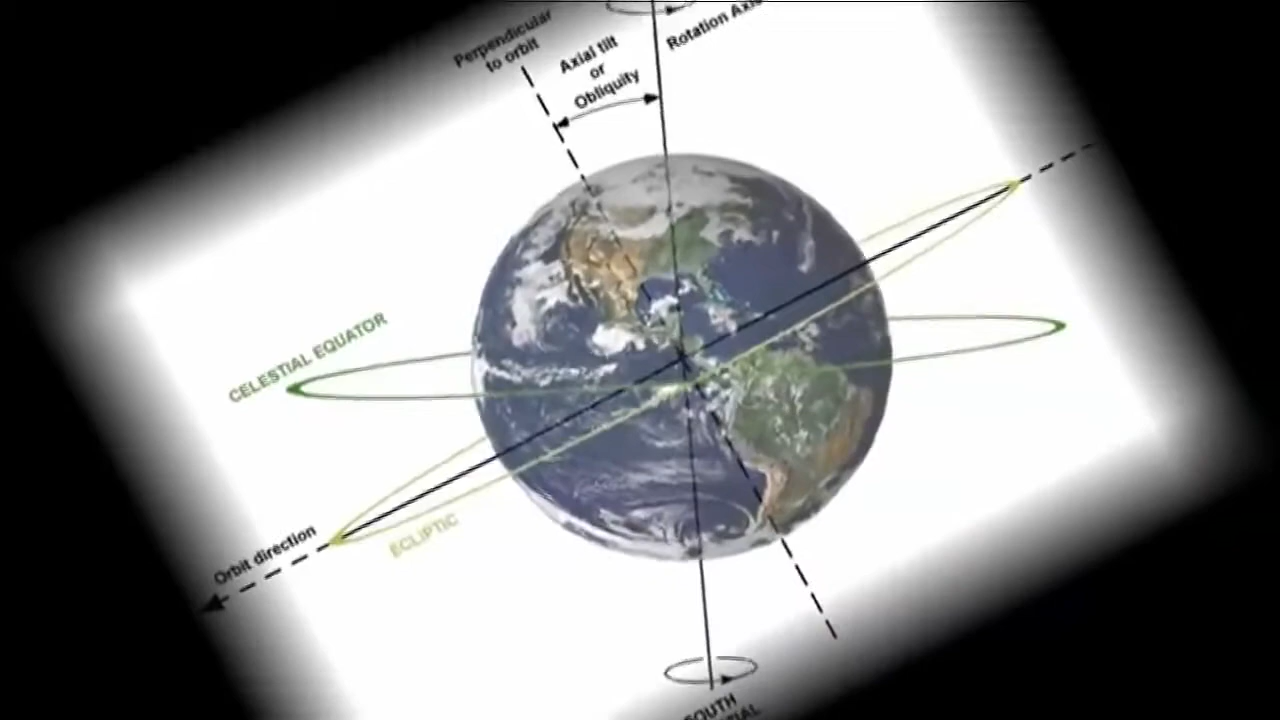 Perpendicular
to orbit
Axial tilt
or
Obliquity
Rotation Axis
CELESTIAL EQUATOR
ECLIPTIC
Orbit direction
SOUTH